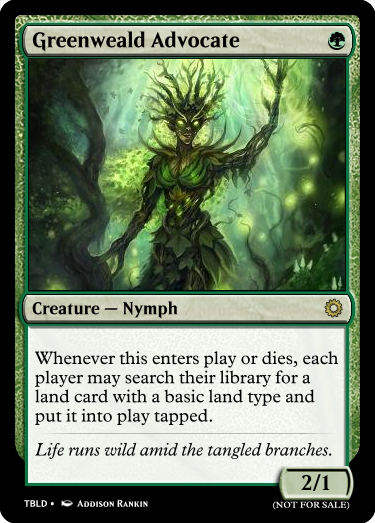 Greenweald Advocate
Creature — Nymph
Whenever this enters play or dies, each
player may search their library for a
land card with a basic land type and
put it into play tapped.
Life runs wild amid the tangled branches.
2/1
TBLD • Addison Rankin
(NOT FOR SALE)